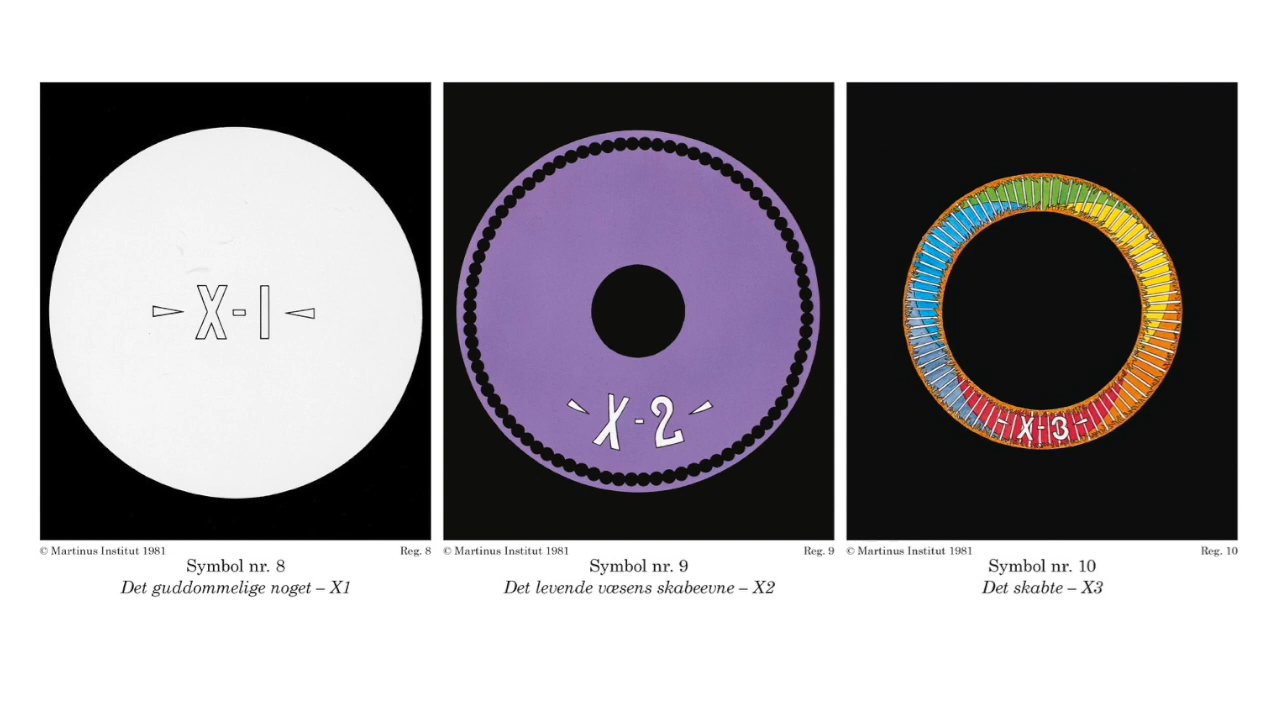 X-1
X-2
-X-3-
© Martinus Institut 1981 Reg. 8
Symbol nr. 8
Det guddommelige noget – X1
© Martinus Institut 1981 Reg. 9
Symbol nr. 9
Det levende væsens skabeevne – X2
© Martinus Institut 1981 Reg. 10
Symbol nr. 10
Det skabte – X3